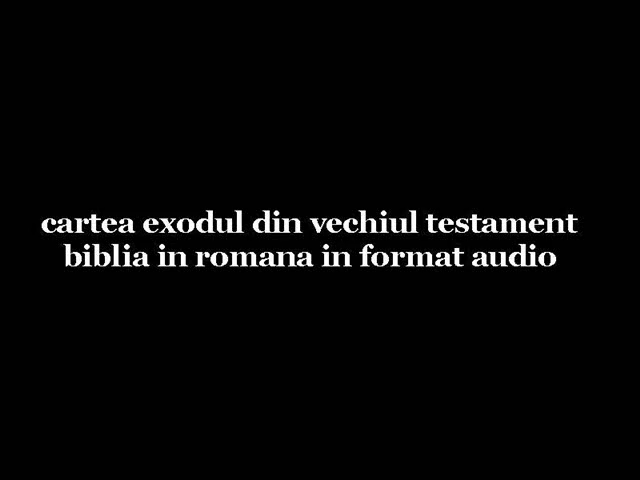 cartea exodul din vechiul testament
biblia in romana in format audio